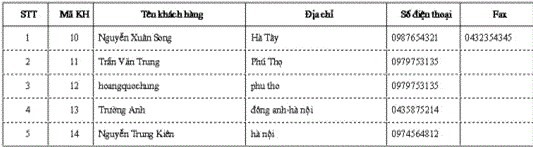 STT Mã KH Tên khách hàng Địa chỉ Số điện thoại Fax
1 10 Nguyễn Xuân Song Hà Tây 0987654321 0432354345
2 11 Trần Văn Trung Phú Thọ 0979753135
3 12 hoangquochung phu tho 0979753135
4 13 Trường Anh đông anh-hà nội 0435875214
5 14 Nguyễn Trung Kiên hà nội 0974564812